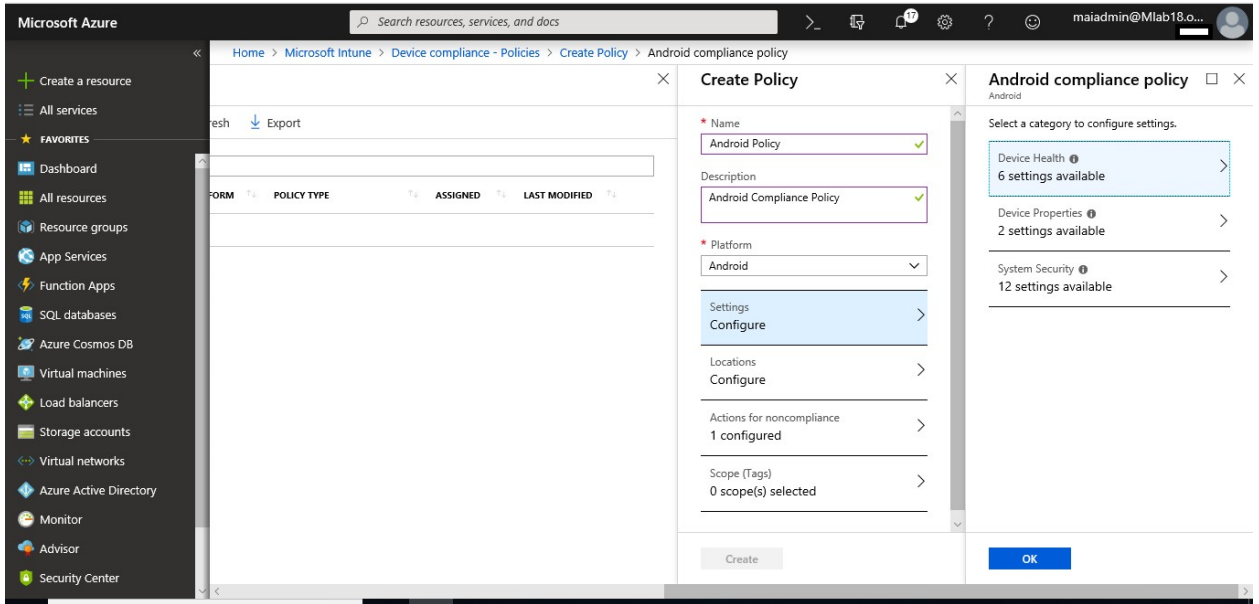 Microsoft Azure
Search resources, services, and docs
17
maiadmin@Mlab18.o...
Home > Microsoft Intune > Device compliance - Policies > Create Policy > Android compliance policy
Create a resource
All services
FAVORITES
Dashboard
All resources
Resource groups
App Services
Function Apps
SQL databases
Azure Cosmos DB
Virtual machines
Load balancers
Storage accounts
Virtual networks
Azure Active Directory
Monitor
Advisor
Security Center
resh Export
FORM POLICY TYPE ASSIGNED LAST MODIFIED
Create Policy
* Name
Android Policy
Description
Android Compliance Policy
* Platform
Android
Settings
Configure
Locations
Configure
Actions for noncompliance
1 configured
Scope (Tags)
0 scope(s) selected
Create
Android compliance policy
Android
Select a category to configure settings.
Device Health
6 settings available
Device Properties
2 settings available
System Security
12 settings available
OK